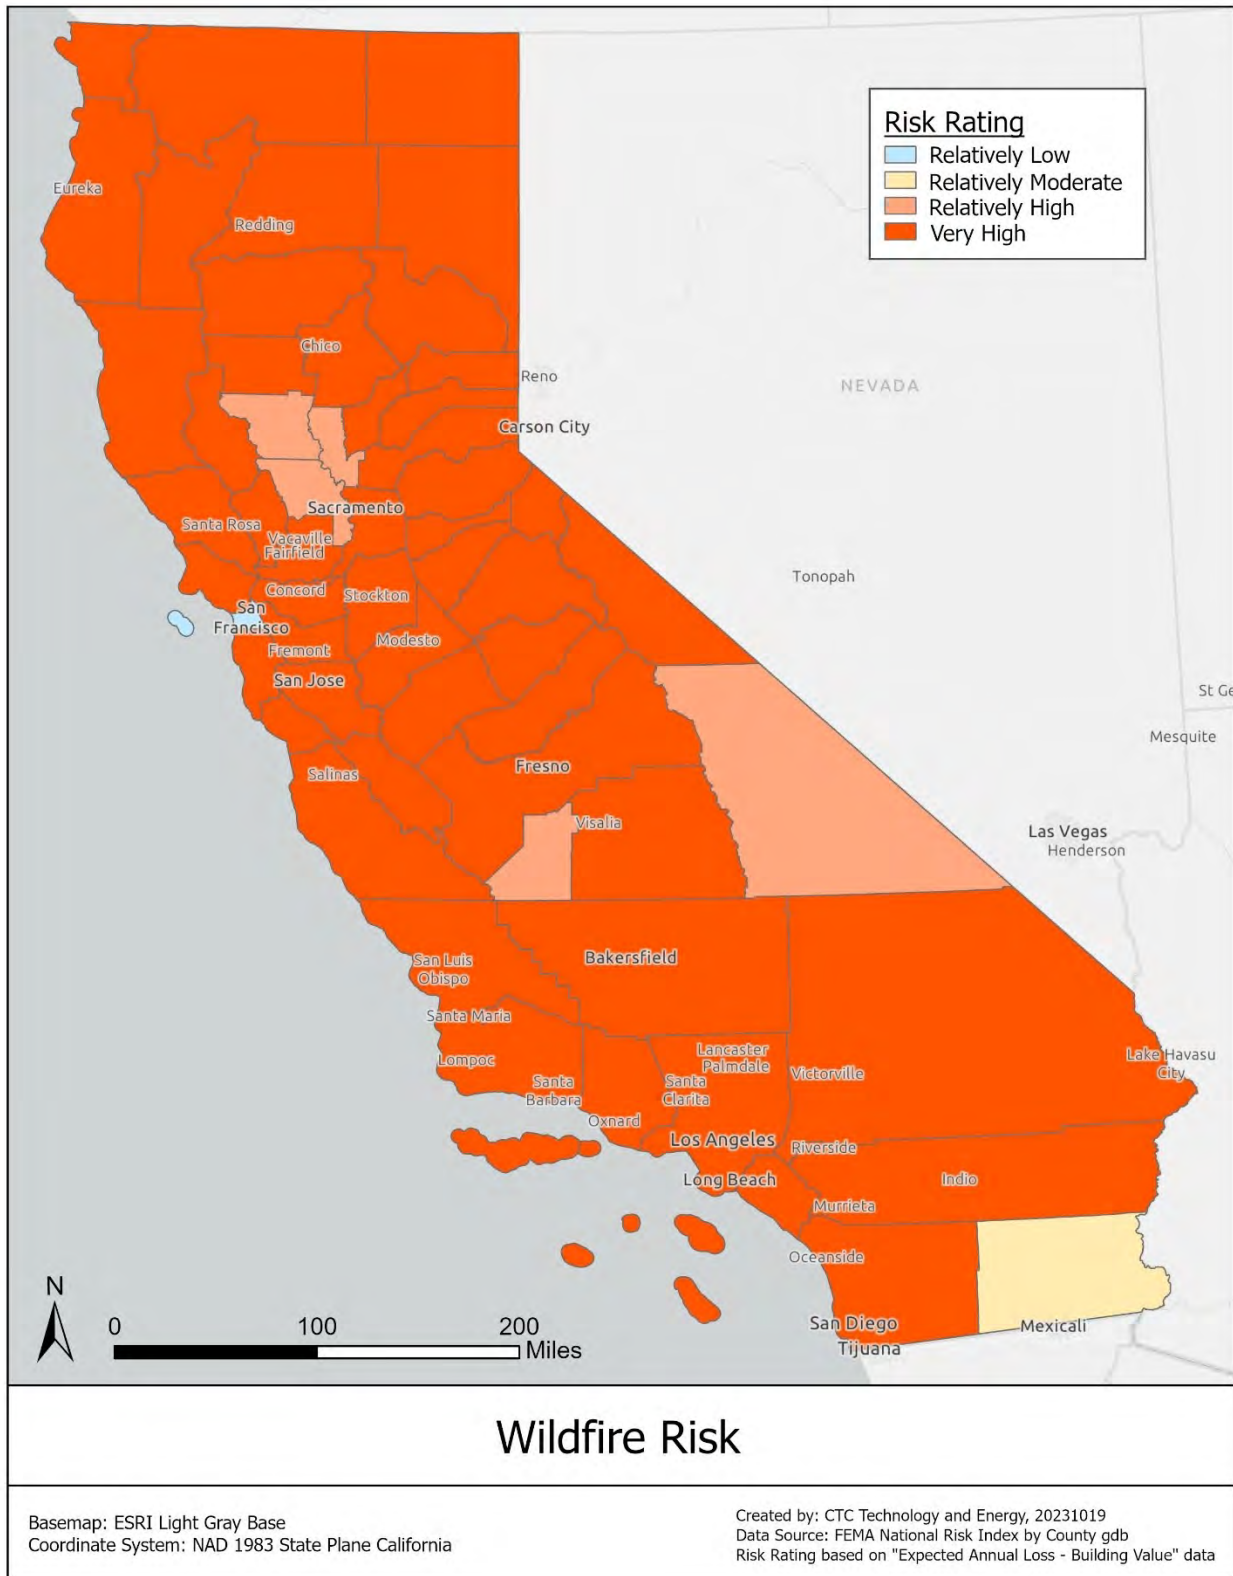 Risk Rating
Relatively Low
Relatively Moderate
Relatively High
Very High
Eureka
Redding
Chico
Reno
NEVADA
Carson City
Sacramento
Santa Rosa
Vacaville
Fairfield
Tonopah
Concord
Stockton
San
Francisco
Modesto
Fremont
San Jose
St Ge
Mesquite
Salinas
Fresno
Visalia
Las Vegas
Henderson
Bakersfield
San Luis
Obispo
Santa Maria
Lompoc
Lancaster
Palmdale
Victorville
Lake Havasu
City
Santa
Barbara
Santa
Clarita
Oxnard
Los Angeles
Riverside
Long Beach
Indio
Murrieta
Oceanside
San Diego
Mexicali
Tijuana
N
0 100 200
Miles
Wildfire Risk
Basemap: ESRI Light Gray Base
Coordinate System: NAD 1983 State Plane California
Created by: CTC Technology and Energy, 20231019
Data Source: FEMA National Risk Index by County gdb
Risk Rating based on "Expected Annual Loss - Building Value" data